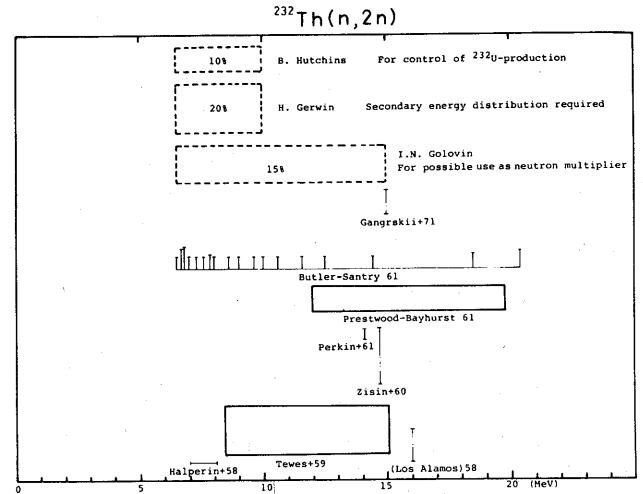 232Th(n,2n)
10% B. Hutchins For control of 232U-production
20% H. Gerwin Secondary energy distribution required
I.N. Golovin
15% For possible use as neutron multiplier
Gangrskii+71
Butler-Santry 61
Prestwood-Bayhurst 61
Perkin+61
Zisin+60
Tewes+59
Halperin+58
(Los Alamos)58
0 5 10 15 20 (MeV)